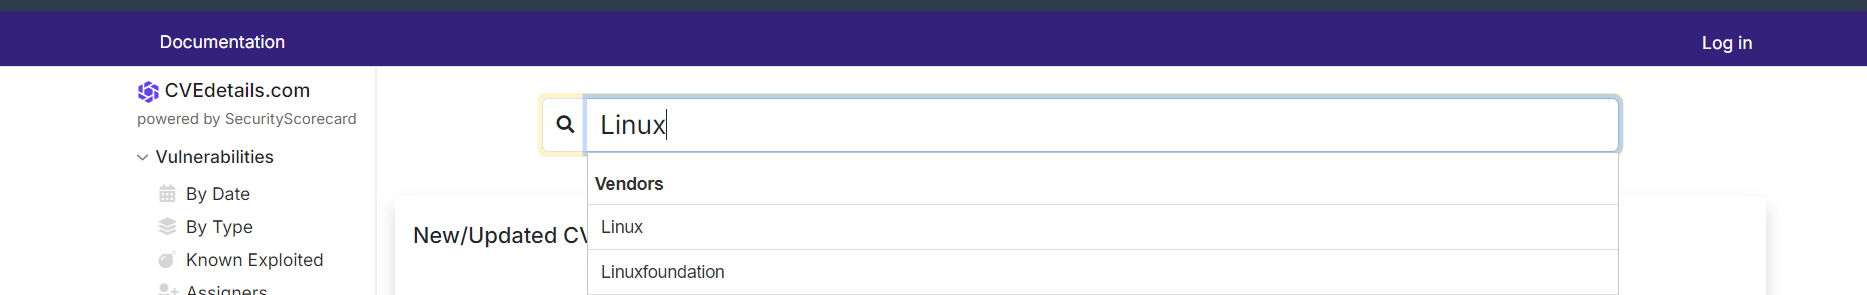 Documentation
Log in
CVEdetails.com
powered by SecurityScorecard
Vulnerabilities
By Date
By Type
Known Exploited
Assigners
Linux
Vendors
Linux
Linuxfoundation
New/Updated